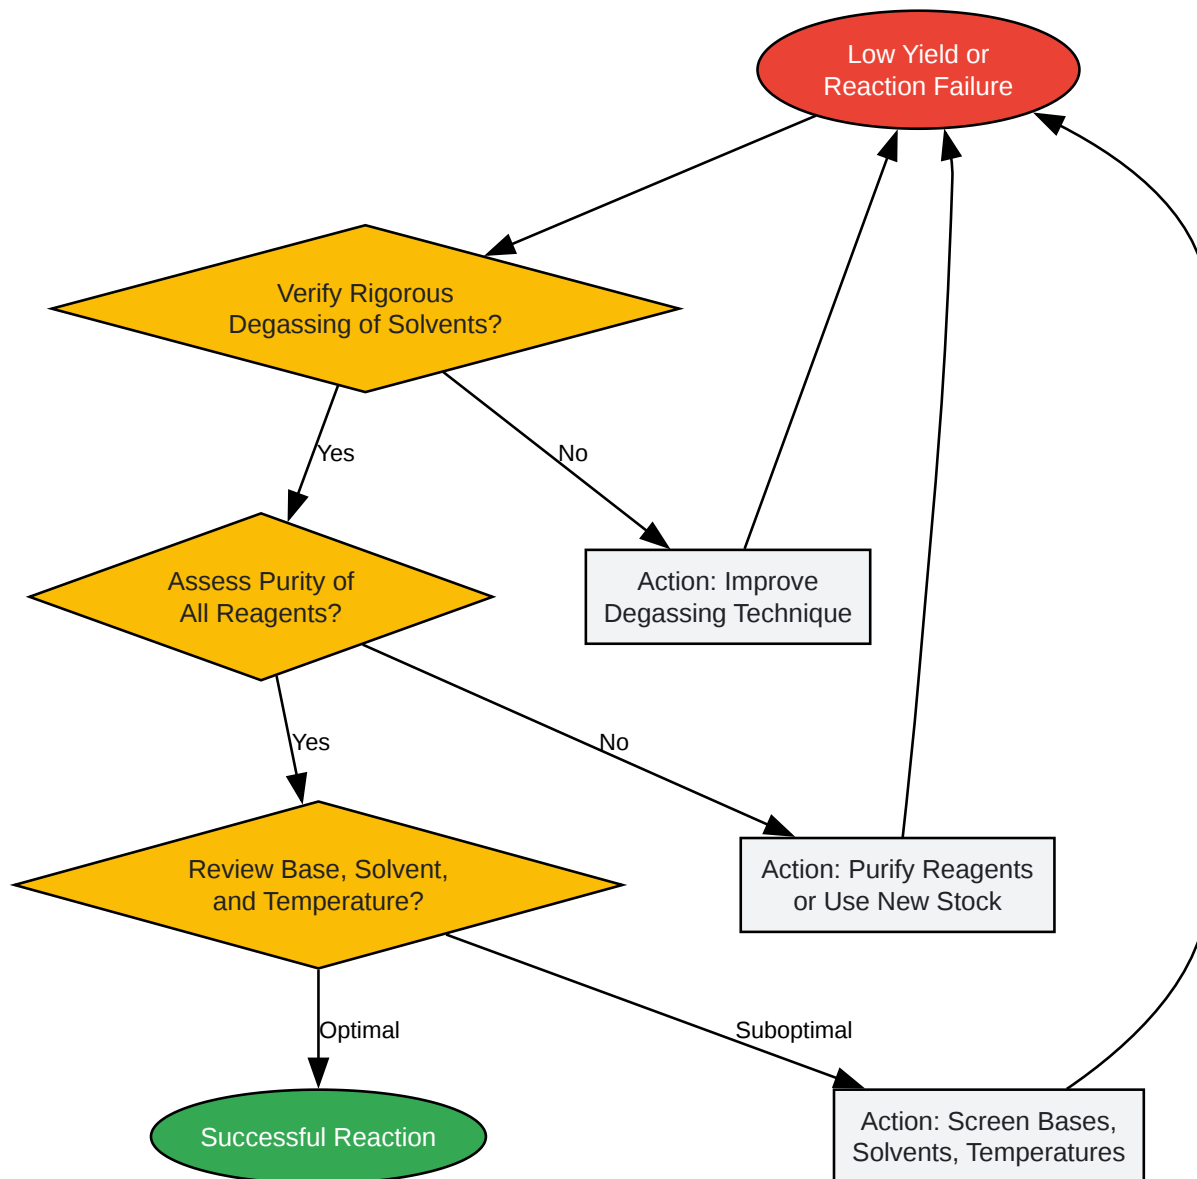 Low Yield or
Reaction Failure
Verify Rigorous
Degassing of Solvents?
Yes
No
Assess Purity of
All Reagents?
Action: Improve
Degassing Technique
Yes
No
Review Base, Solvent,
and Temperature?
Action: Purify Reagents
or Use New Stock
Optimal
Suboptimal
Successful Reaction
Action: Screen Bases,
Solvents, Temperatures